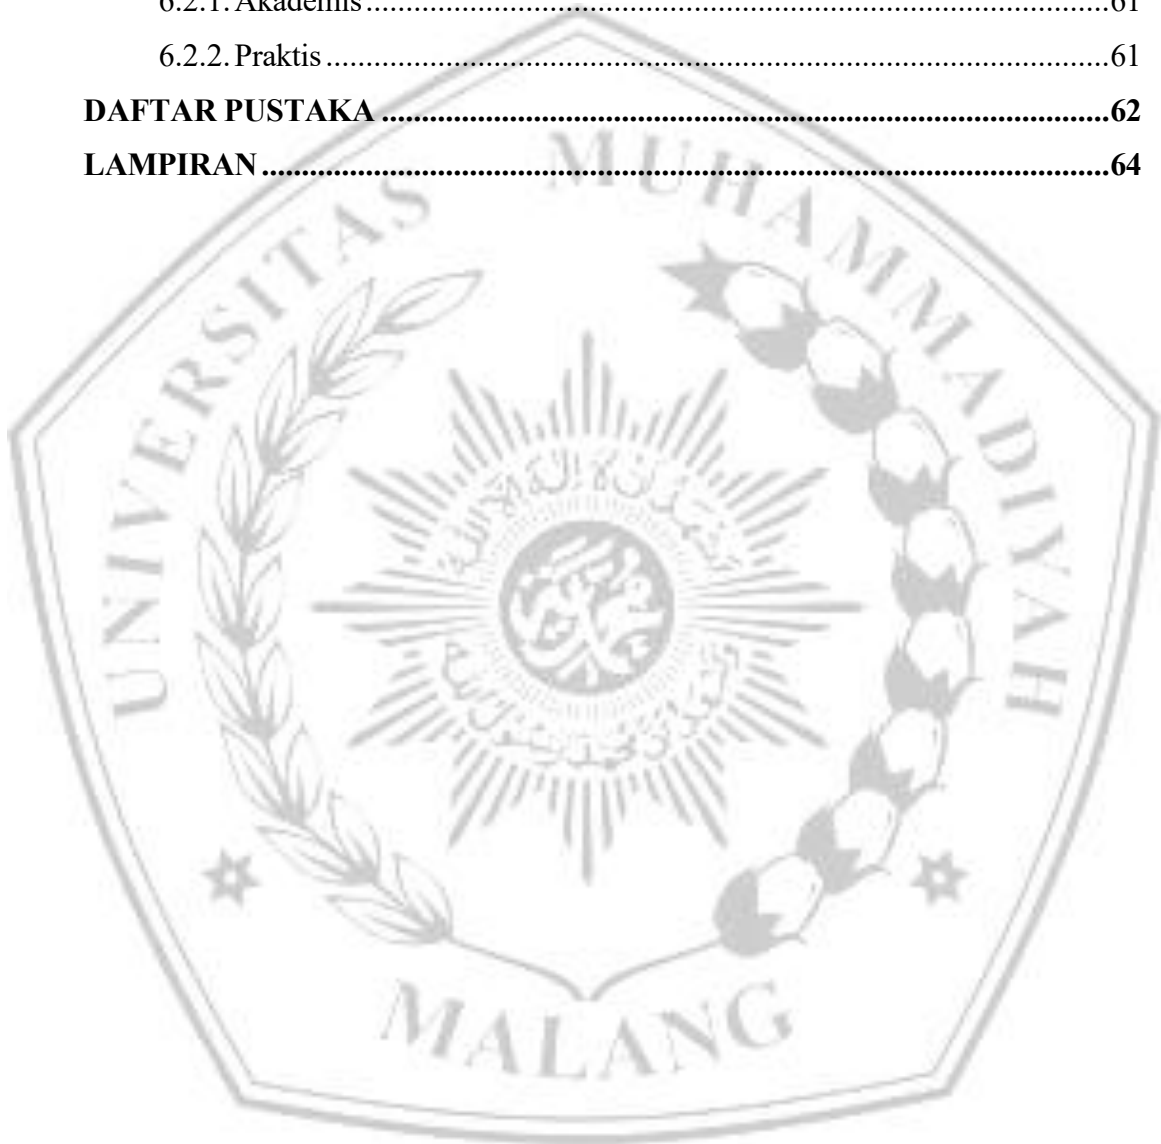 6.2.1. Akademis....................................................................................................61
6.2.2. Praktis.........................................................................................................61
DAFTAR PUSTAKA ............................................................................................62
LAMPIRAN............................................................................................................64
UNIVERSITAS MUHAMMADIYAH
MALANG